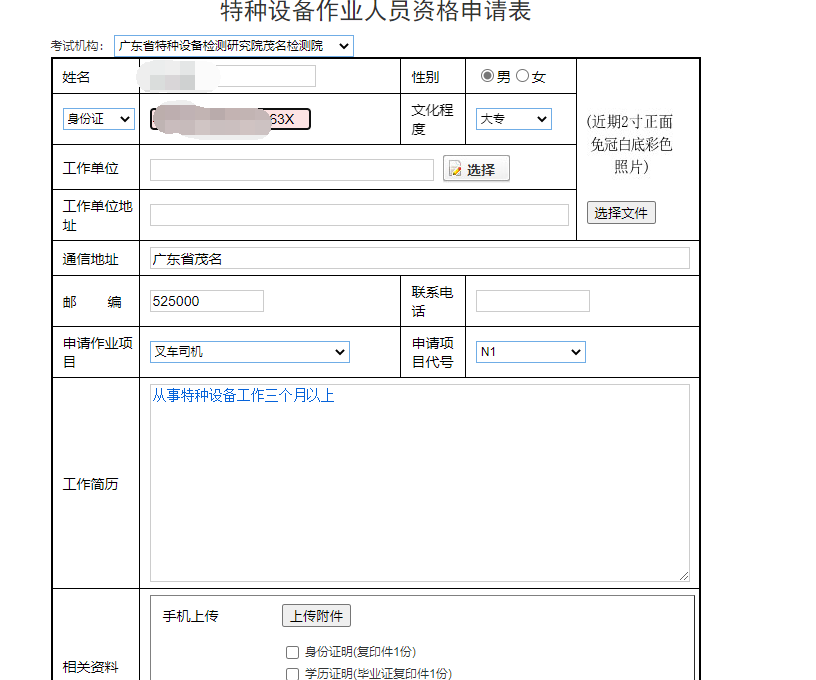 特种设备作业人员资格申请表
考试机构： 广东省特种设备检测研究院茂名检测院
姓名 性别 男 女
身份证 63X 文化程度 大专
(近期2寸正面
免冠白底彩色
照片)
选择文件
工作单位 选择
工作单位地
址
通信地址 广东省茂名
邮 编 525000 联系电
话
申请作业项
目 叉车司机 申请项
目代号 N1
工作简历 从事特种设备工作三个月以上
相关资料
手机上传 上传附件
身份证明(复印件1份)
学历证明(毕业证复印件1份)